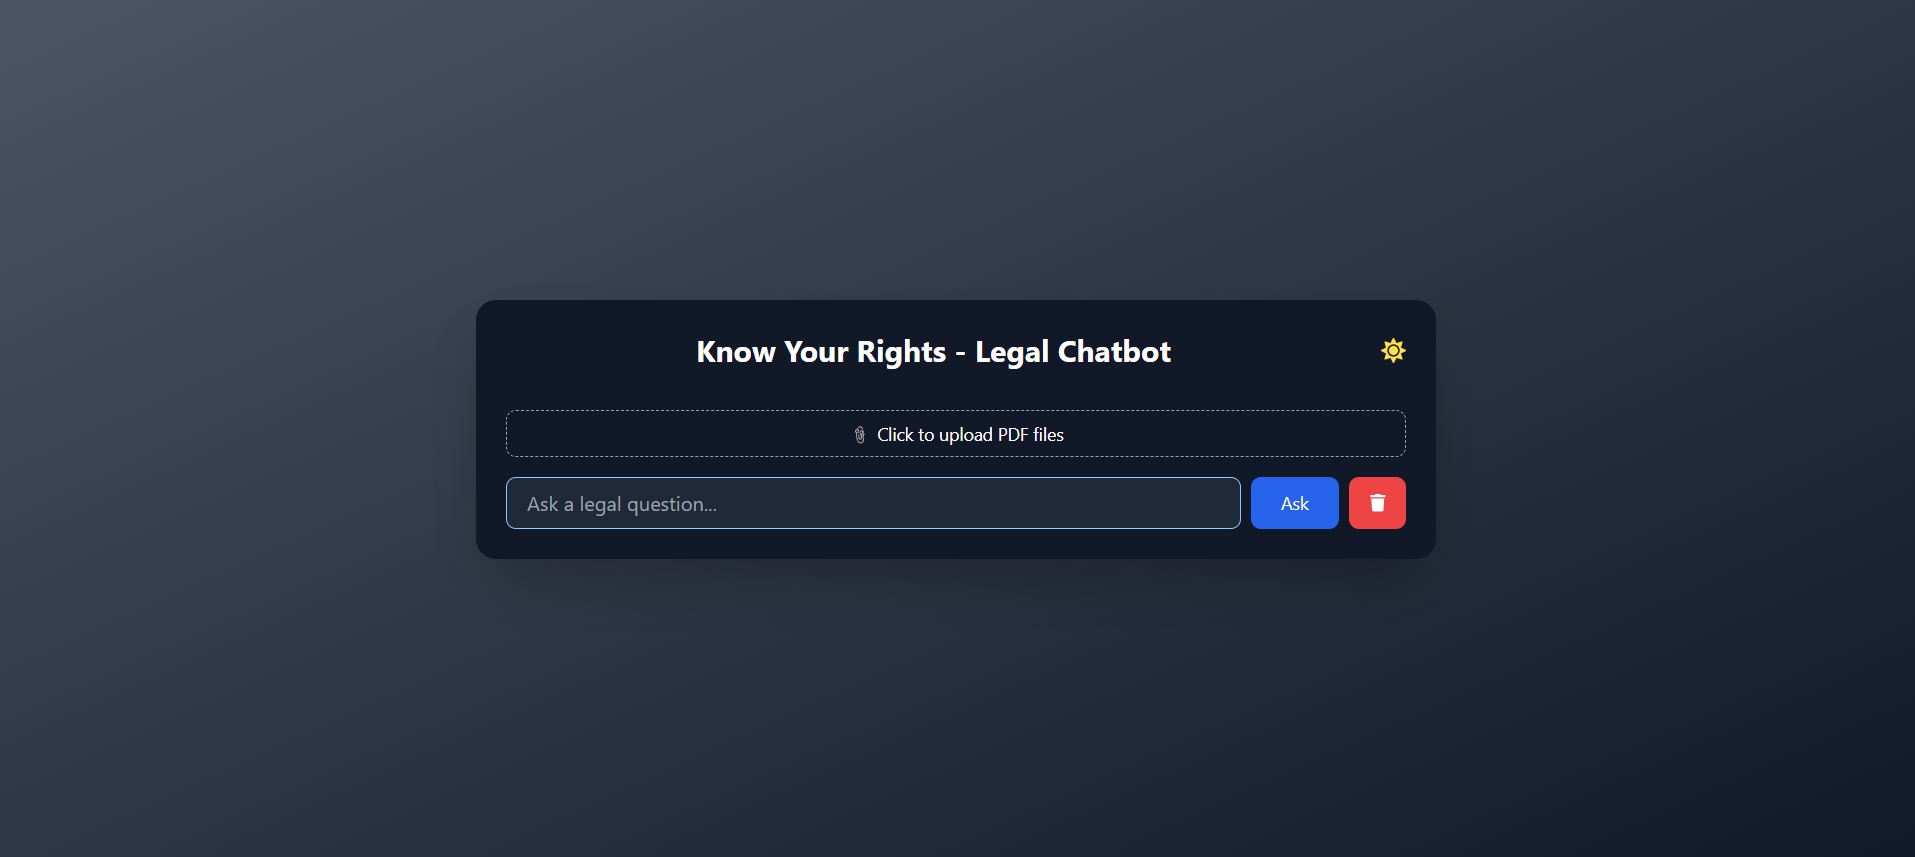 Know Your Rights - Legal Chatbot
Click to upload PDF files
Ask a legal question...
Ask